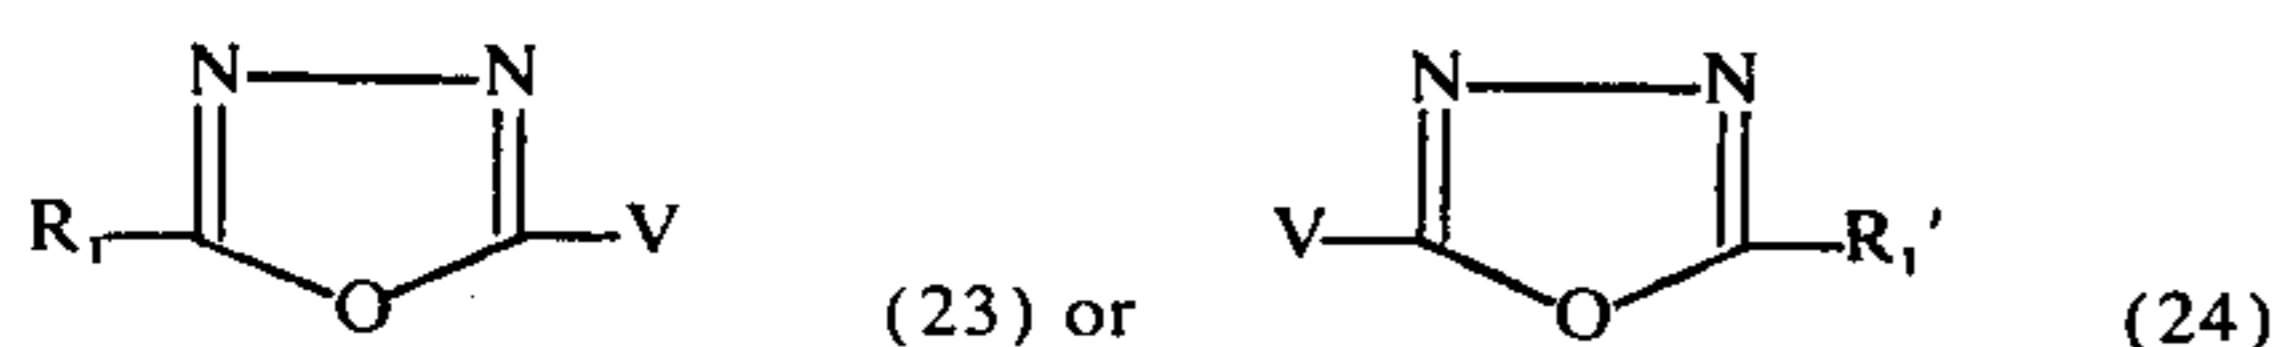 N N N N
R₁ V V R₁'
O (23) or O (24)